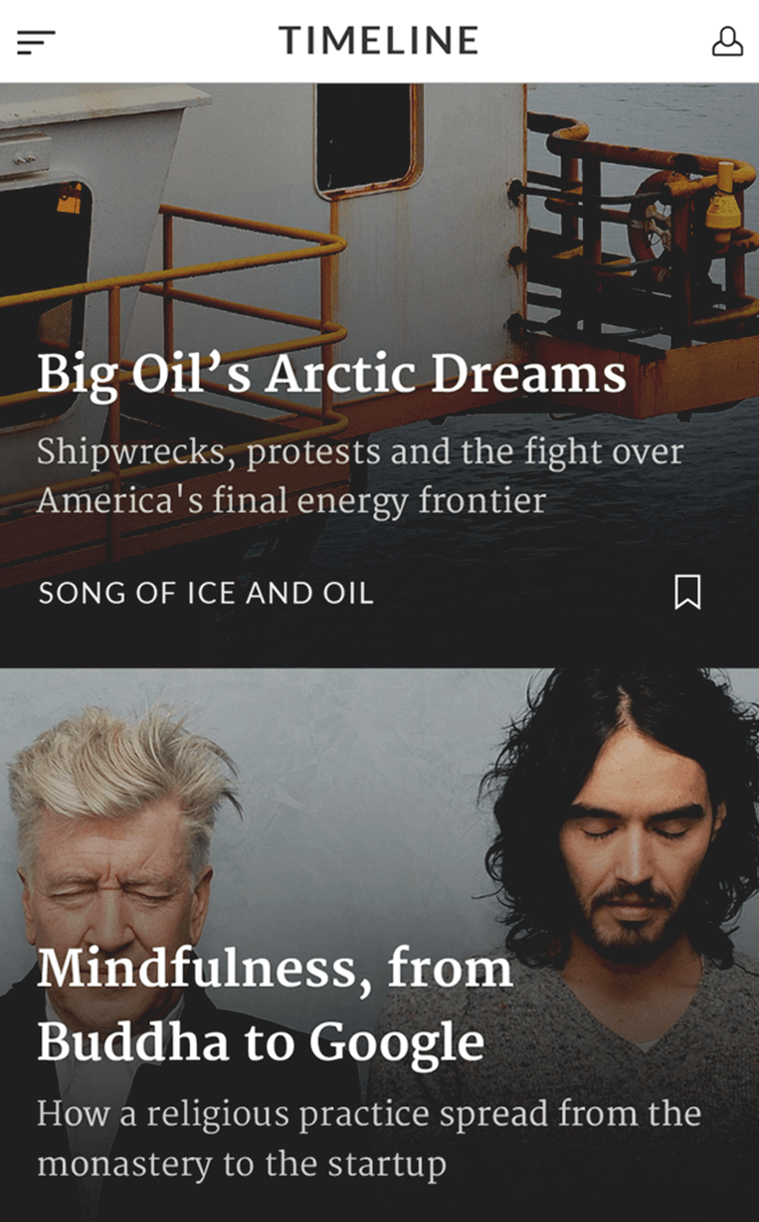 TIMELINE
Big Oil’s Arctic Dreams
Shipwrecks, protests and the fight over
America's final energy frontier
SONG OF ICE AND OIL
Mindfulness, from
Buddha to Google
How a religious practice spread from the
monastery to the startup